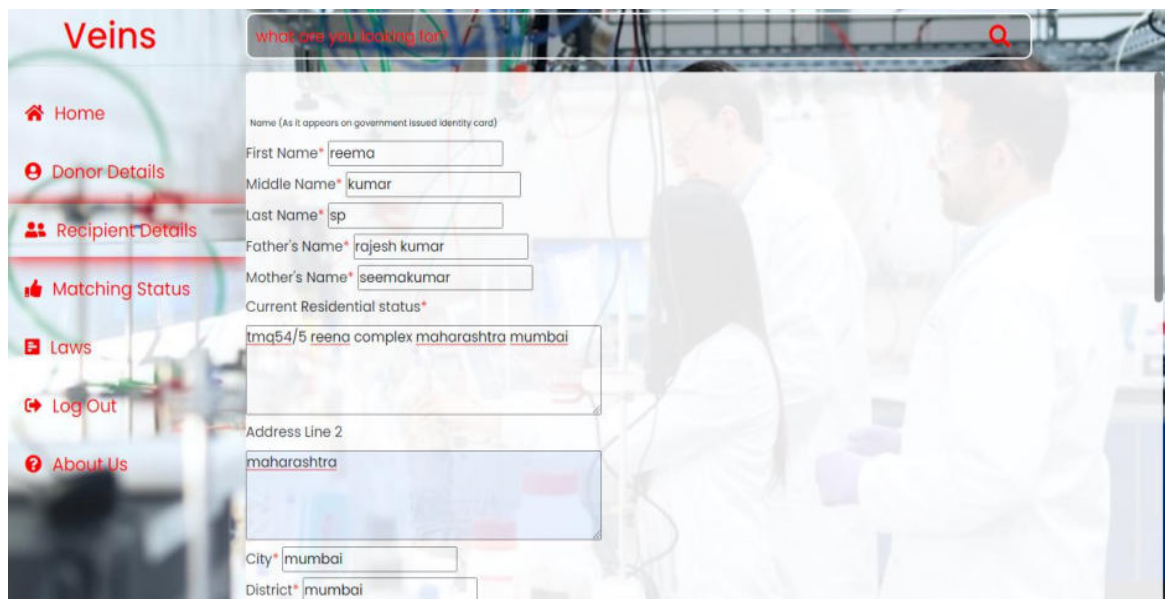 Veins
what are you looking for?
Home
Donor Details
Recipient Details
Matching Status
Laws
Log Out
About Us
Name (As it appears on government Issued identity card)
First Name* reema
Middle Name* kumar
Last Name* sp
Father's Name* rajesh kumar
Mother's Name* seemakumar
Current Residential status*
tmq54/5 reena complex maharashtra mumbai
Address Line 2
maharashtra
City* mumbai
District* mumbai